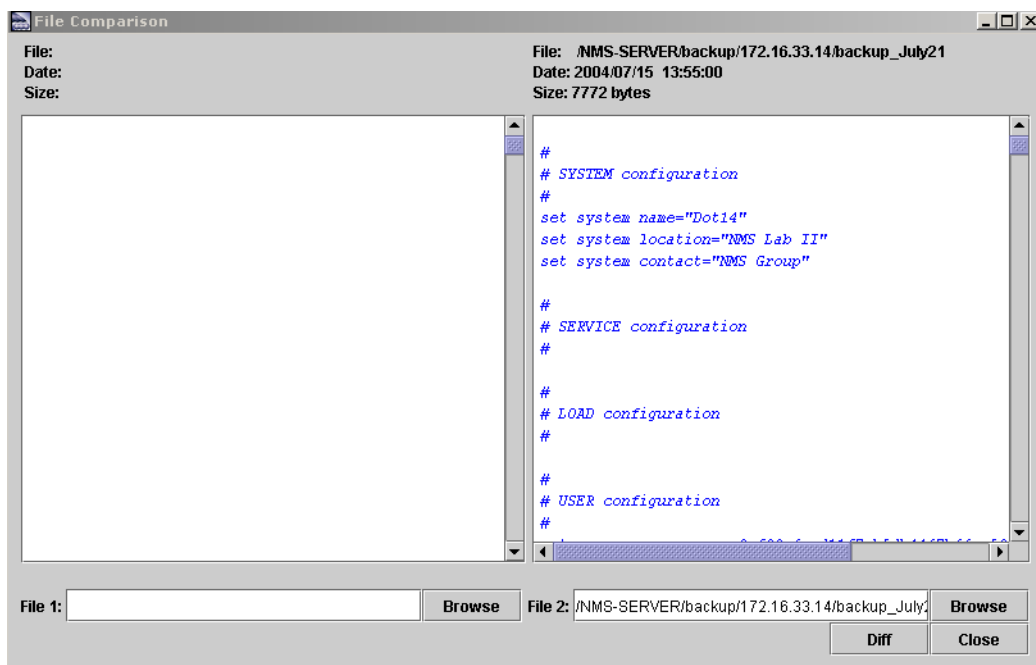 File Comparison
File:
Date:
Size:
File: /NMS-SERVER/backup/172.16.33.14/backup_July21
Date: 2004/07/15 13:55:00
Size: 7772 bytes
#
# SYSTEM configuration
#
set system name="Dot14"
set system location="NMS Lab II"
set system contact="NMS Group"
#
# SERVICE configuration
#
#
# LOAD configuration
#
#
# USER configuration
#
File 1:
Browse
File 2: /NMS-SERVER/backup/172.16.33.14/backup_July
Browse
Diff
Close